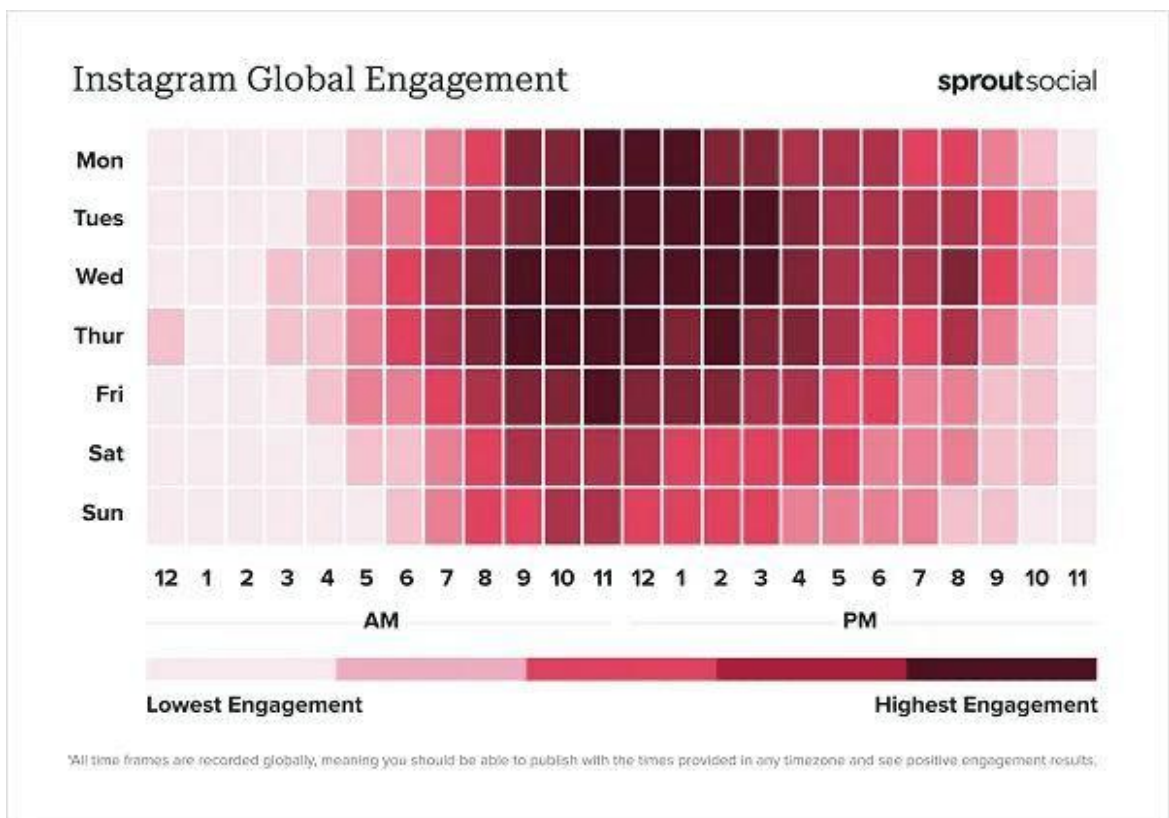 Instagram Global Engagement
sproutsocial
Mon
Tues
Wed
Thur
Fri
Sat
Sun
12 1 2 3 4 5 6 7 8 9 10 11 12 1 2 3 4 5 6 7 8 9 10 11
AM PM
Lowest Engagement Highest Engagement
*All time frames are recorded globally, meaning you should be able to publish with the times provided in any timezone and see positive engagement results.